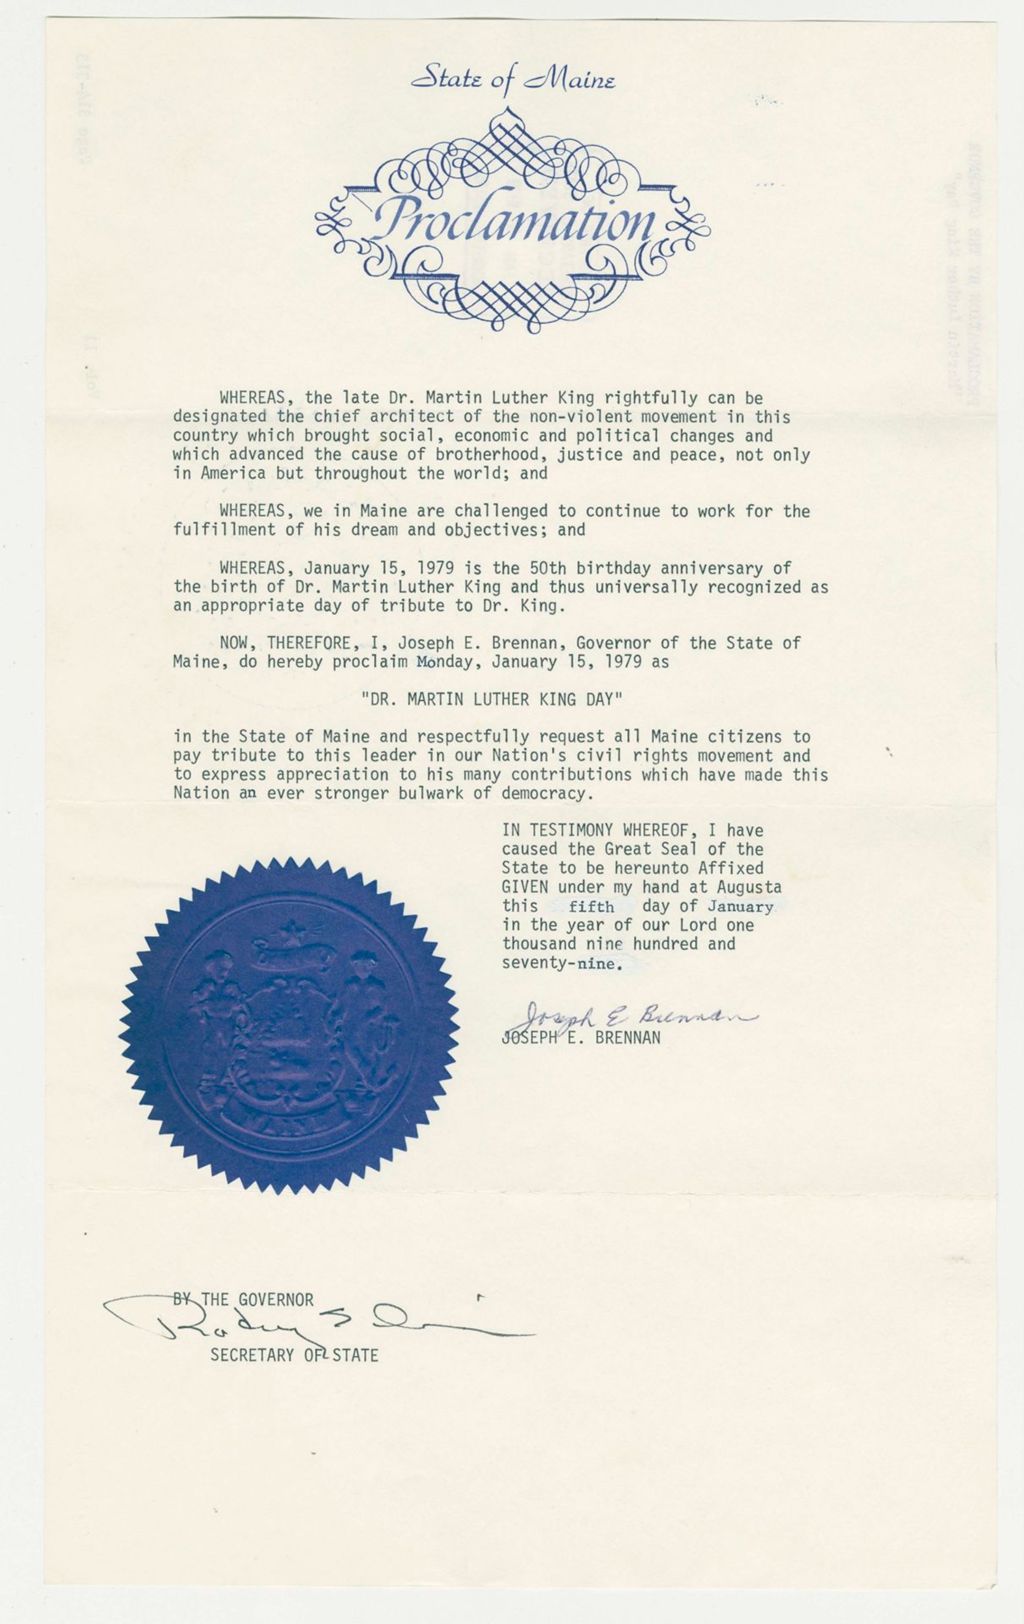 State of Maine
Proclamation
WHEREAS, the late Dr. Martin Luther King rightfully can be
designated the chief architect of the non-violent movement in this
country which brought social, economic and political changes and
which advanced the cause of brotherhood, justice and peace, not only
in America but throughout the world; and
WHEREAS, we in Maine are challenged to continue to work for the
fulfillment of his dream and objectives; and
WHEREAS, January 15, 1979 is the 50th birthday anniversary of
the birth of Dr. Martin Luther King and thus universally recognized as
an appropriate day of tribute to Dr. King.
NOW, THEREFORE, I, Joseph E. Brennan, Governor of the State of
Maine, do hereby proclaim Monday, January 15, 1979 as
"DR. MARTIN LUTHER KING DAY"
in the State of Maine and respectfully request all Maine citizens to
pay tribute to this leader in our Nation's civil rights movement and
to express appreciation to his many contributions which have made this
Nation an ever stronger bulwark of democracy.
IN TESTIMONY WHEREOF, I have
caused the Great Seal of the
State to be hereunto Affixed
GIVEN under my hand at Augusta
this fifth day of January
in the year of our Lord one
thousand nine hundred and
seventy-nine.
Joseph E Brennan
JOSEPH E. BRENNAN
MAINE
BY THE GOVERNOR
Rodney S
SECRETARY OF STATE